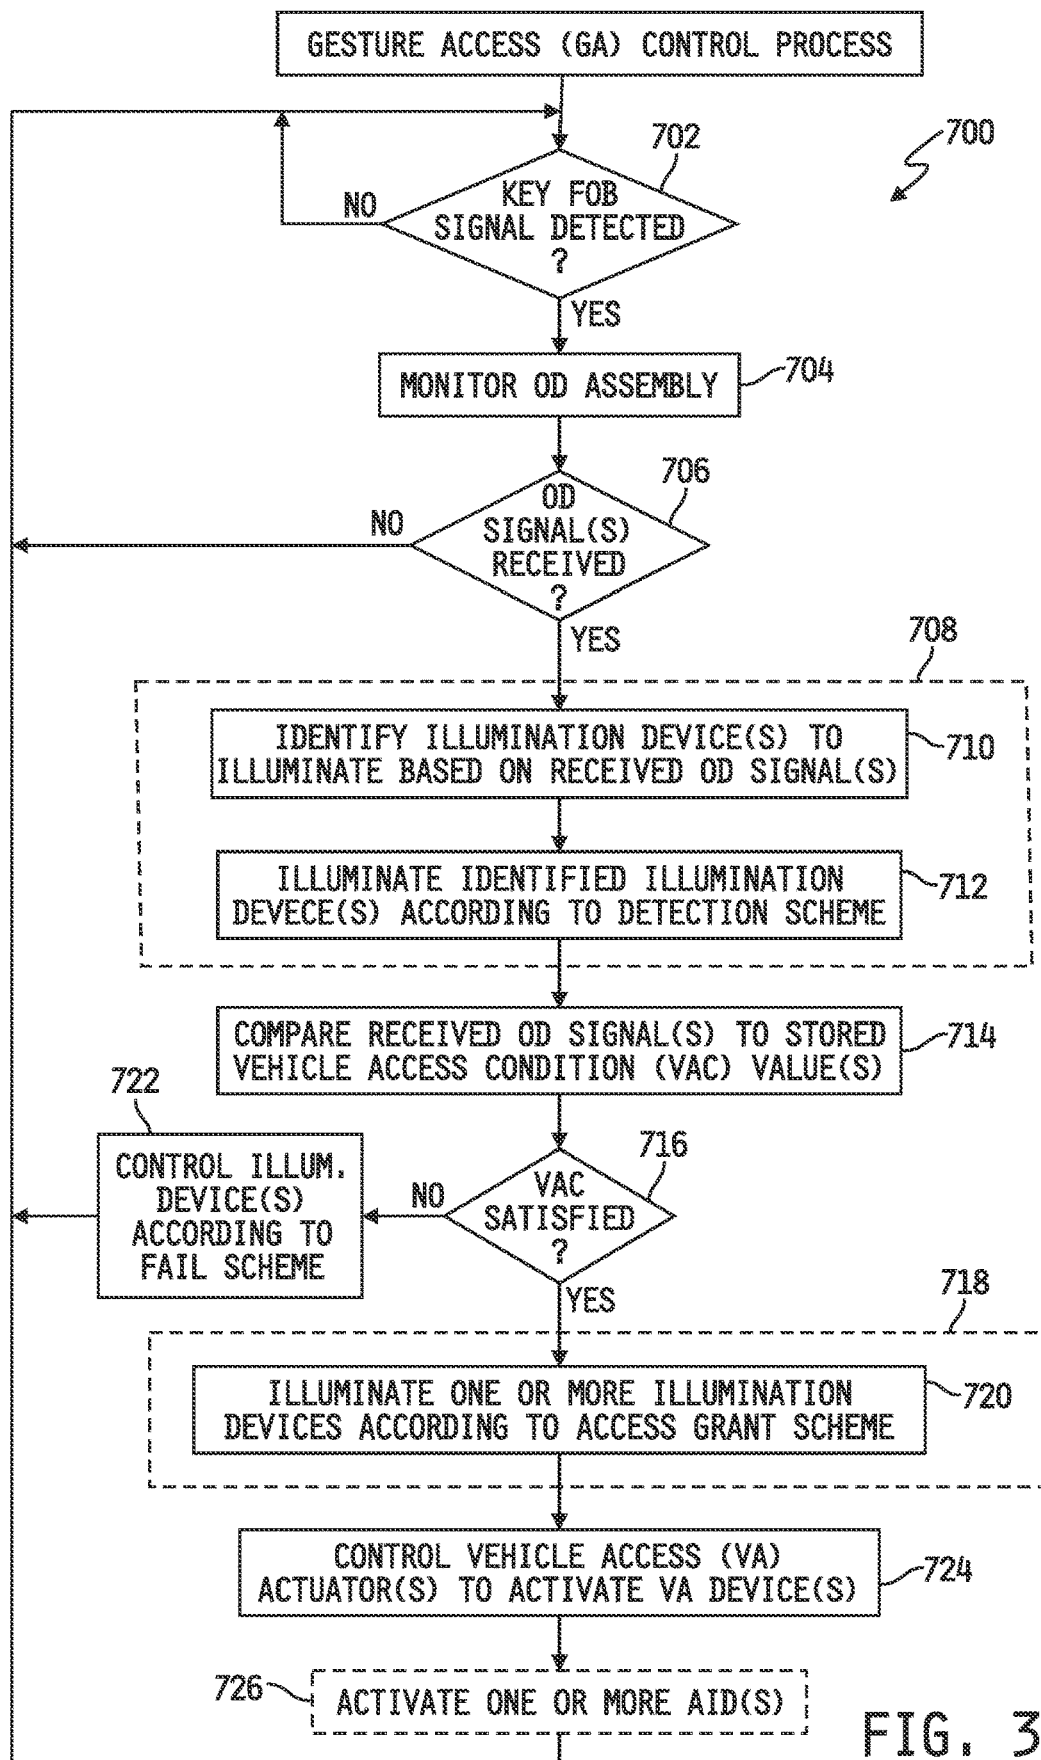 GESTURE ACCESS (GA) CONTROL PROCESS
700
702
KEY FOB
SIGNAL DETECTED
?
NO
YES
MONITOR OD ASSEMBLY
704
706
OD
SIGNAL(S)
RECEIVED
?
NO
YES
708
IDENTIFY ILLUMINATION DEVICE(S) TO
ILLUMINATE BASED ON RECEIVED OD SIGNAL(S)
710
ILLUMINATE IDENTIFIED ILLUMINATION
DEVECE(S) ACCORDING TO DETECTION SCHEME
712
COMPARE RECEIVED OD SIGNAL(S) TO STORED
VEHICLE ACCESS CONDITION (VAC) VALUE(S)
714
722
CONTROL ILLUM.
DEVICE(S)
ACCORDING TO
FAIL SCHEME
NO
716
VAC
SATISFIED
?
YES
718
ILLUMINATE ONE OR MORE ILLUMINATION
DEVICES ACCORDING TO ACCESS GRANT SCHEME
720
CONTROL VEHICLE ACCESS (VA)
ACTUATOR(S) TO ACTIVATE VA DEVICE(S)
724
726
ACTIVATE ONE OR MORE AID(S)
FIG. 3